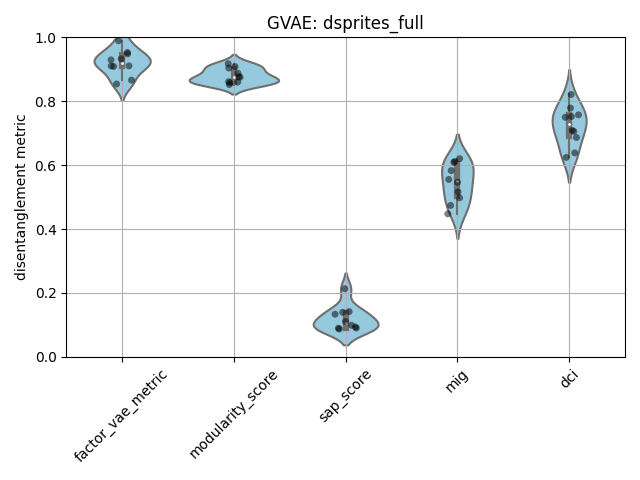 GVAE: dsprites_full
disentanglement metric
1.0
0.8
0.6
0.4
0.2
0.0
factor_vae_metric
modularity_score
sap_score
mig
dci